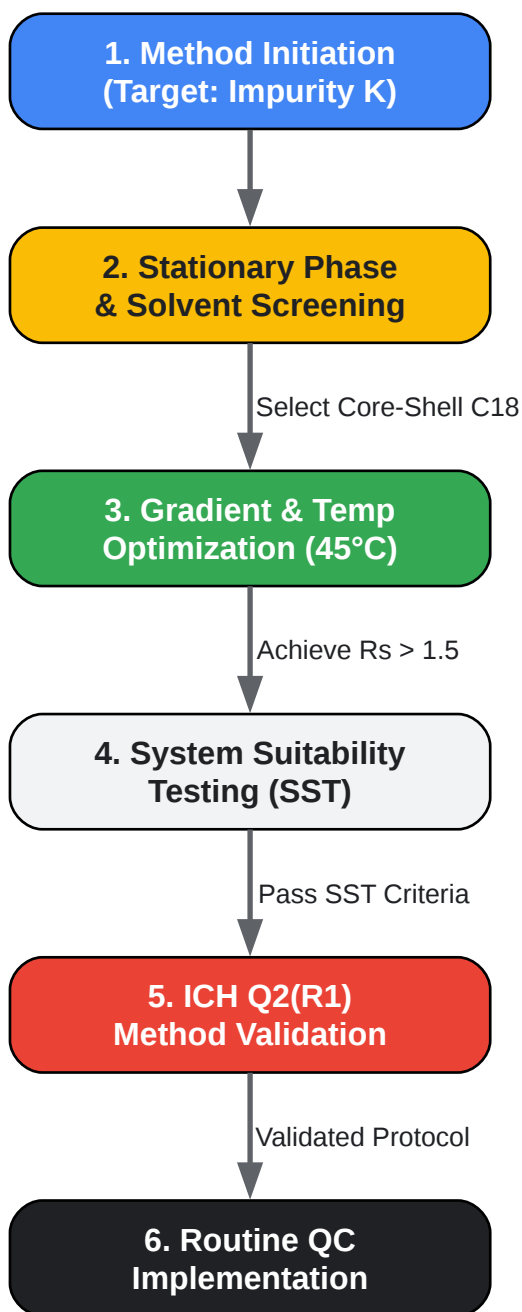 1. Method Initiation
(Target: Impurity K)
2. Stationary Phase
& Solvent Screening
Select Core-Shell C18
3. Gradient & Temp
Optimization (45°C)
Achieve Rs > 1.5
4. System Suitability
Testing (SST)
Pass SST Criteria
5. ICH Q2(R1)
Method Validation
Validated Protocol
6. Routine QC
Implementation